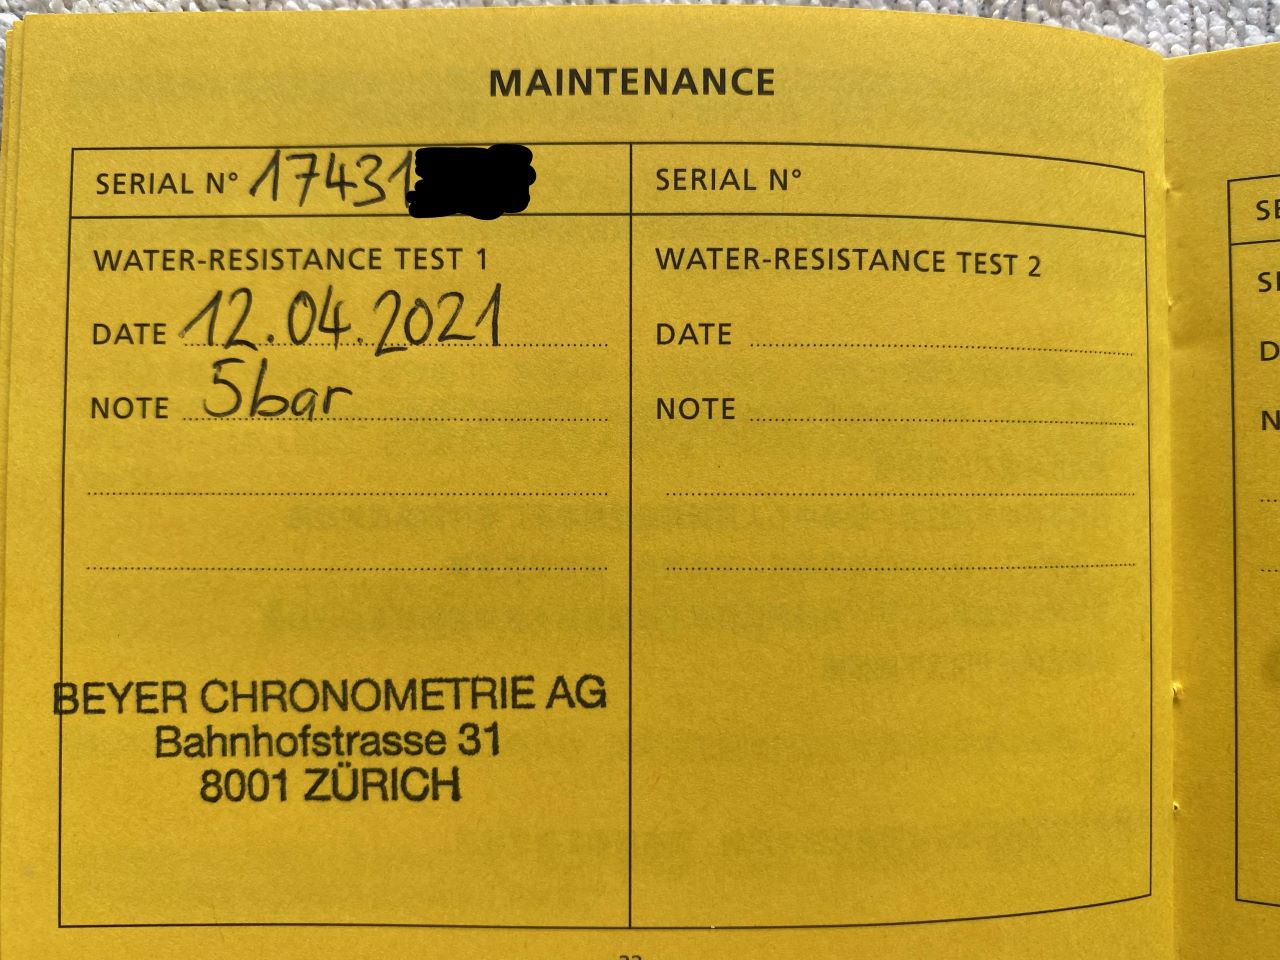 MAINTENANCE
SERIAL N° 17431
WATER-RESISTANCE TEST 1
DATE 12.04.2021
NOTE 5bar
BEYER CHRONOMETRIE AG
Bahnhofstrasse 31
8001 ZÜRICH
SERIAL N°
WATER-RESISTANCE TEST 2
DATE
NOTE